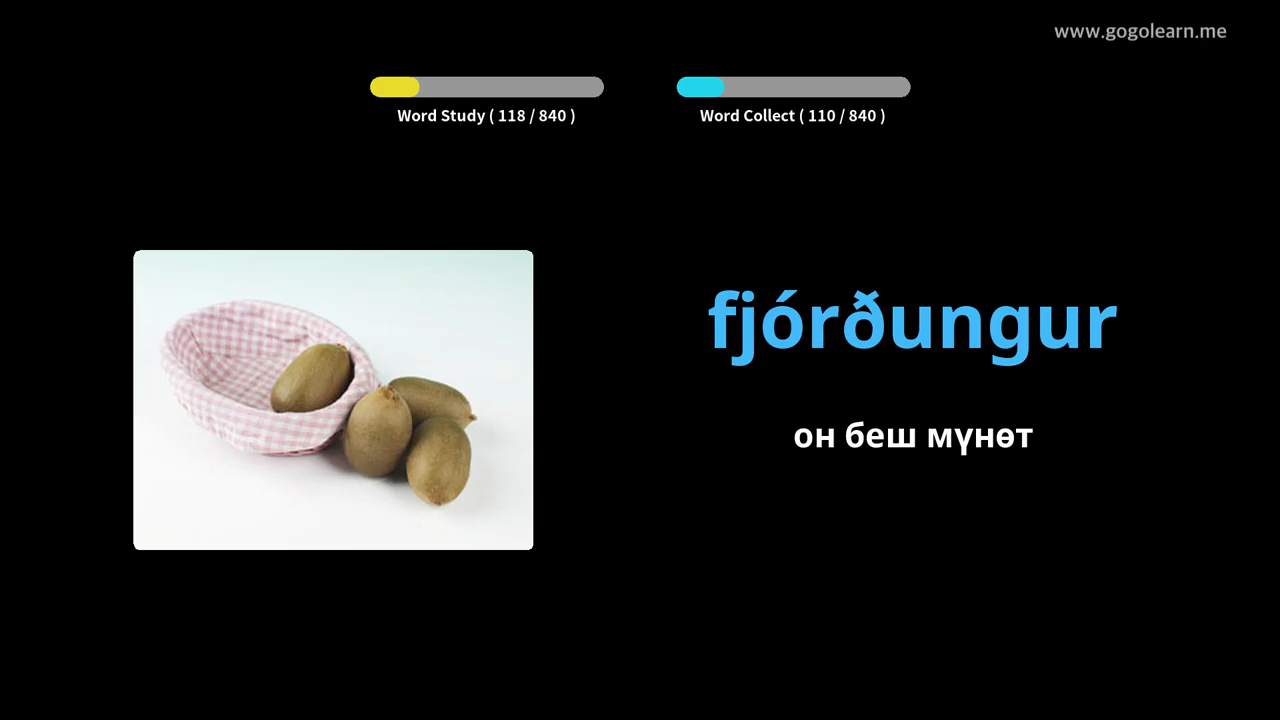 www.gogolearn.me
Word Study ( 118 / 840 )
Word Collect ( 110 / 840 )
fjórðungur
он беш мүнөт